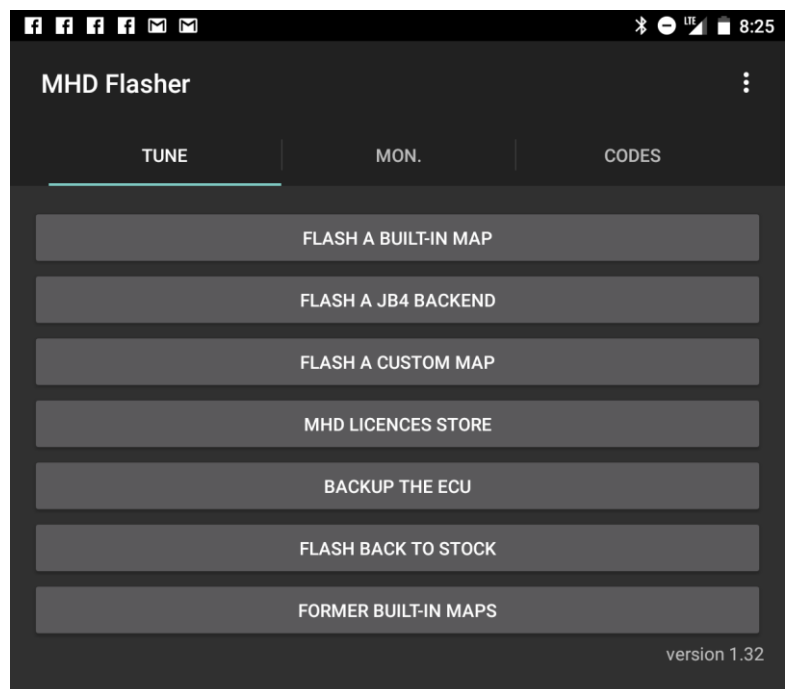 LTE 8:25
MHD Flasher
TUNE MON. CODES
FLASH A BUILT-IN MAP
FLASH A JB4 BACKEND
FLASH A CUSTOM MAP
MHD LICENCES STORE
BACKUP THE ECU
FLASH BACK TO STOCK
FORMER BUILT-IN MAPS
version 1.32